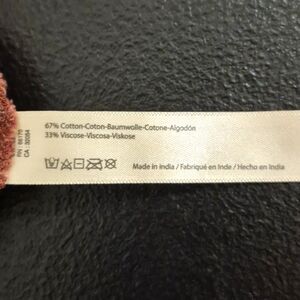 67% Cotton-Coton-Baumwolle-Cotone-Algodón
33% Viscose-Viscosa-Viskose
Made in India / Fabriqué en Inde / Hecho en India